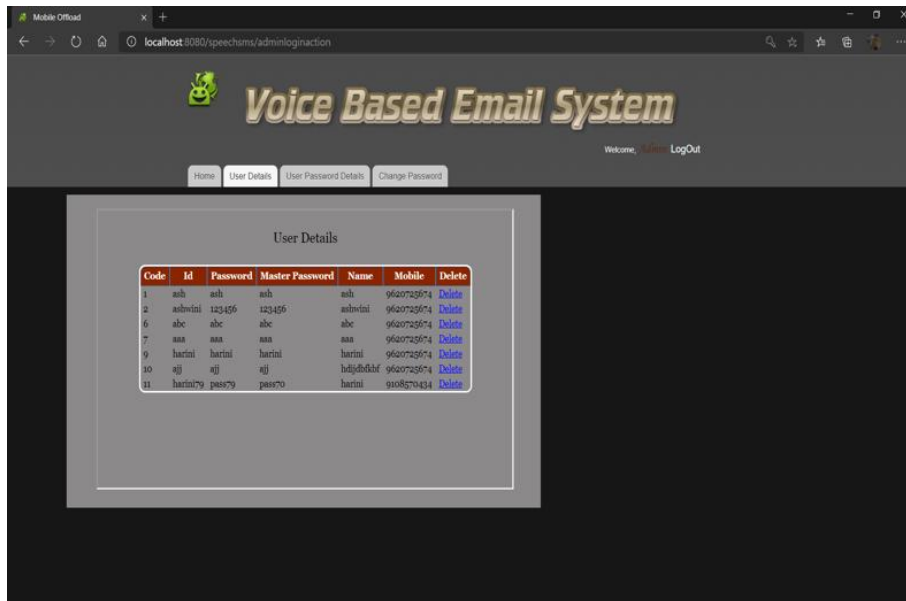 Mobile Offload
localhost:8080/speechsms/adminloginaction
Voice Based Email System
Welcome, Admin LogOut
Home User Details User Password Details Change Password
User Details
Code Id Password Master Password Name Mobile Delete
1 ash ash ash ash 9620725674 Delete
2 ashwini 123456 123456 ashwini 9620725674 Delete
6 abc abc abc abc 9620725674 Delete
7 aaa aaa aaa aaa 9620725674 Delete
9 harini harini harini harini 9620725674 Delete
10 ajj ajj ajj hdijdbfkbf 9620725674 Delete
11 harini79 pass79 pass70 harini 9108570434 Delete